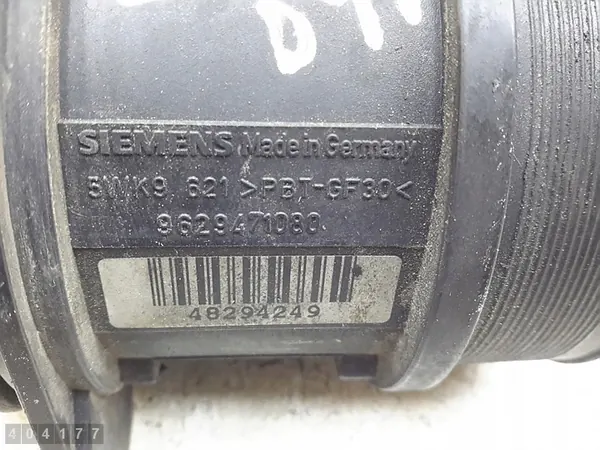 SIEMENS Made in Germany
5WK9 621 >PBT-GF30<
9629471080
48294249
404177